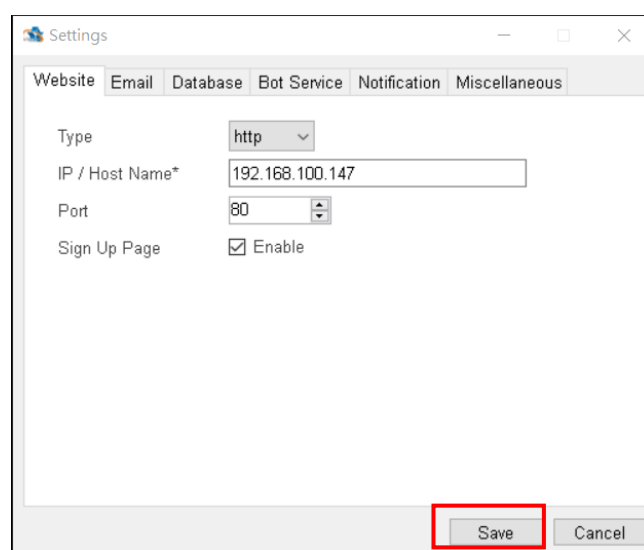 Settings
Website Email Database Bot Service Notification Miscellaneous
Type http
IP / Host Name* 192.168.100.147
Port 80
Sign Up Page Enable
Save Cancel